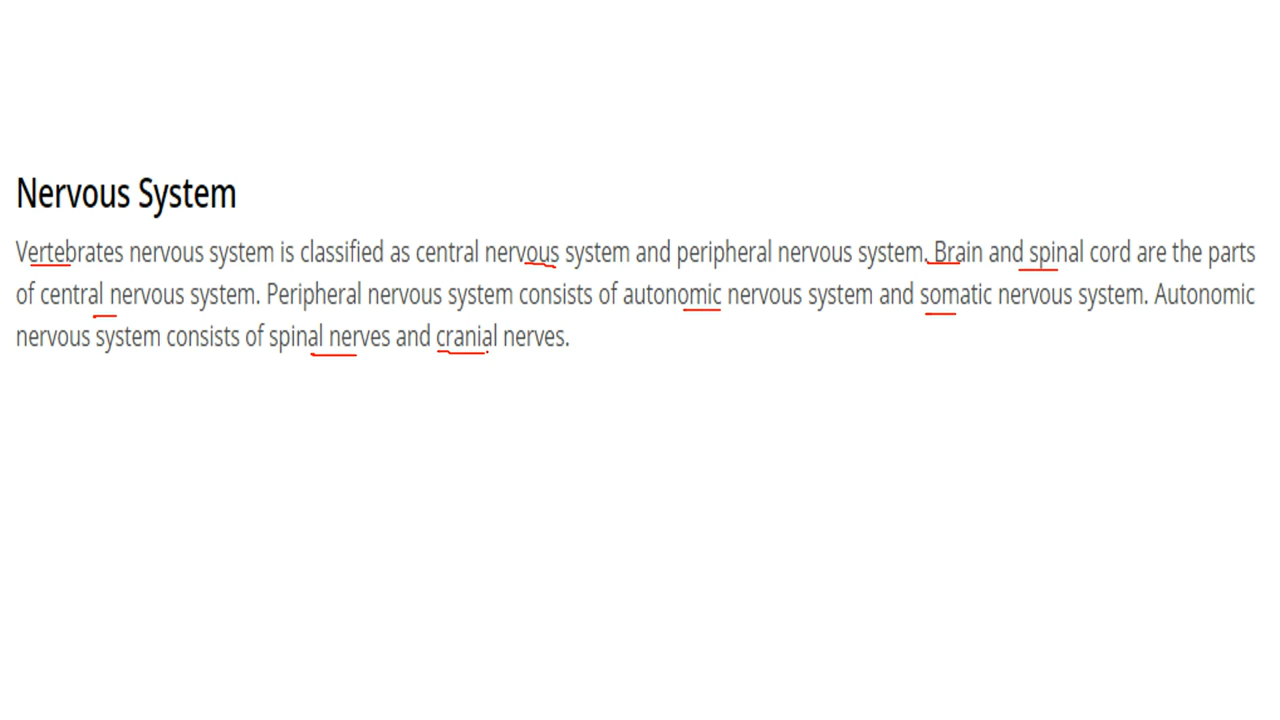 Nervous System
Vertebrates nervous system is classified as central nervous system and peripheral nervous system. Brain and spinal cord are the parts
of central nervous system. Peripheral nervous system consists of autonomic nervous system and somatic nervous system. Autonomic
nervous system consists of spinal nerves and cranial nerves.